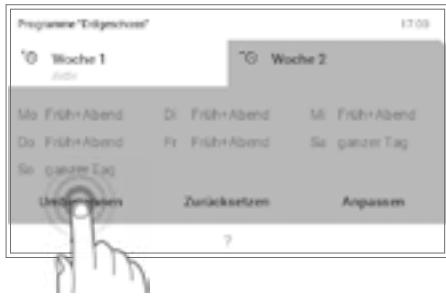 Programme "Erdgeschoss" 17:03
Woche 1 Woche 2
Aktiv
Mo Früh+Abend Di Früh+Abend Mi Früh+Abend
Do Früh+Abend Fr Früh+Abend Sa ganzer Tag
So ganzer Tag
Zurücksetzen Anpassen
?